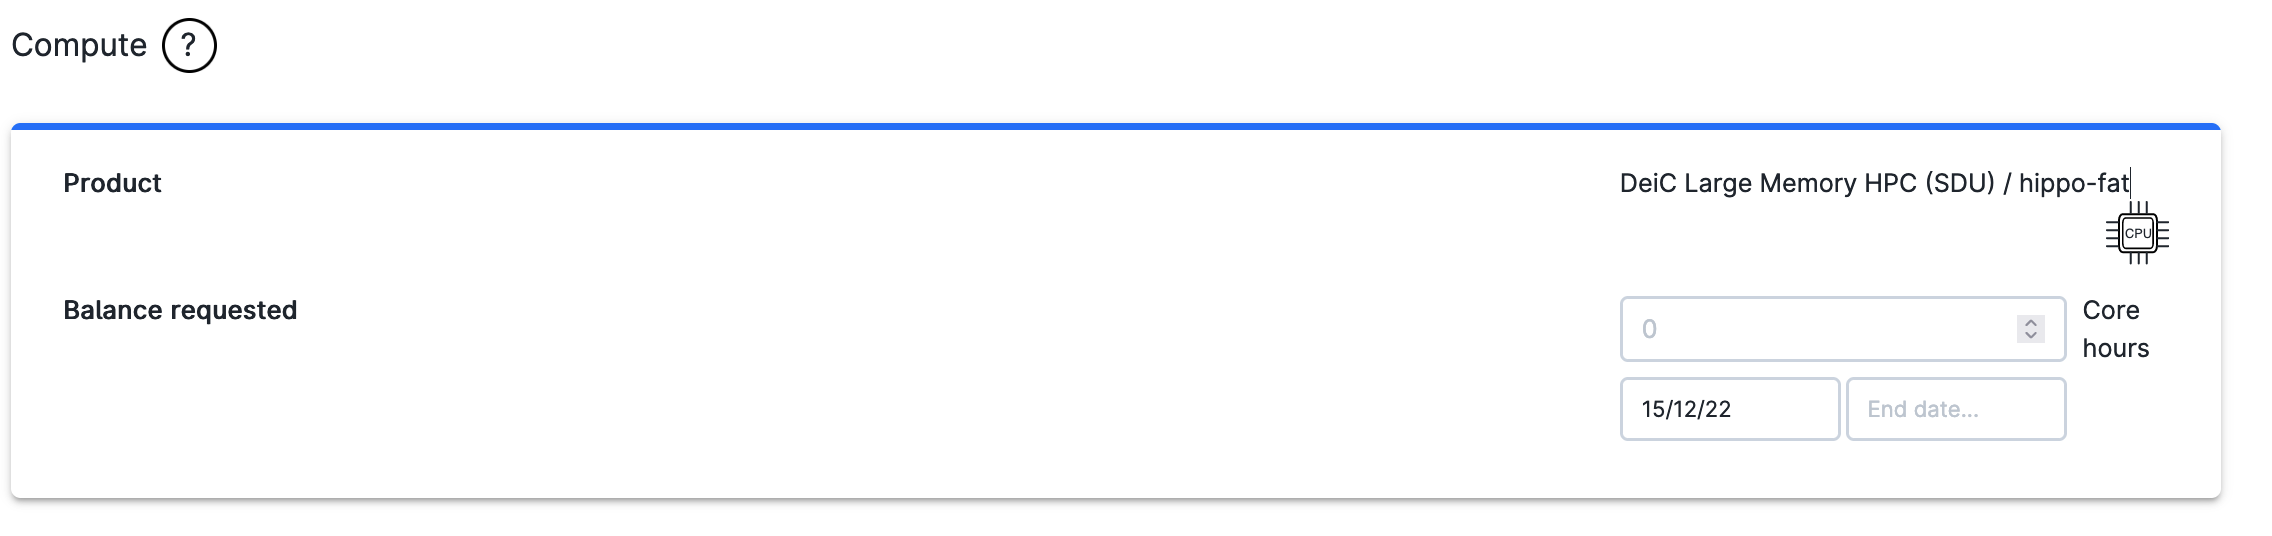 Compute ?
Product
DeiC Large Memory HPC (SDU) / hippo-fat
CPU
Balance requested
0
Core
hours
15/12/22
End date...